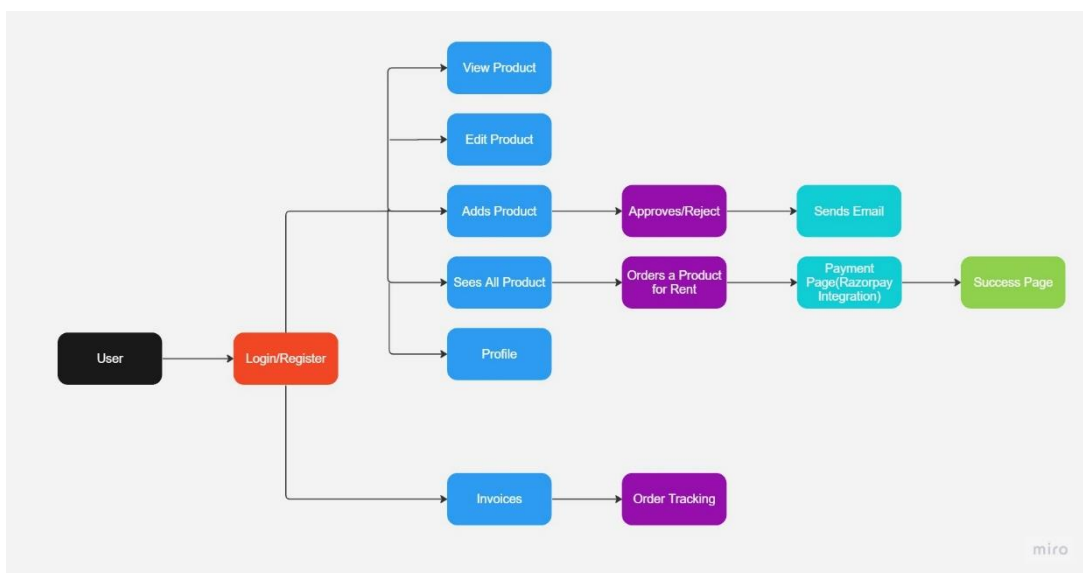 View Product
Edit Product
Adds Product
Approves/Reject
Sends Email
Sees All Product
Orders a Product
for Rent
Payment
Page(Razorpay
Integration)
Success Page
User
Login/Register
Profile
Invoices
Order Tracking
miro